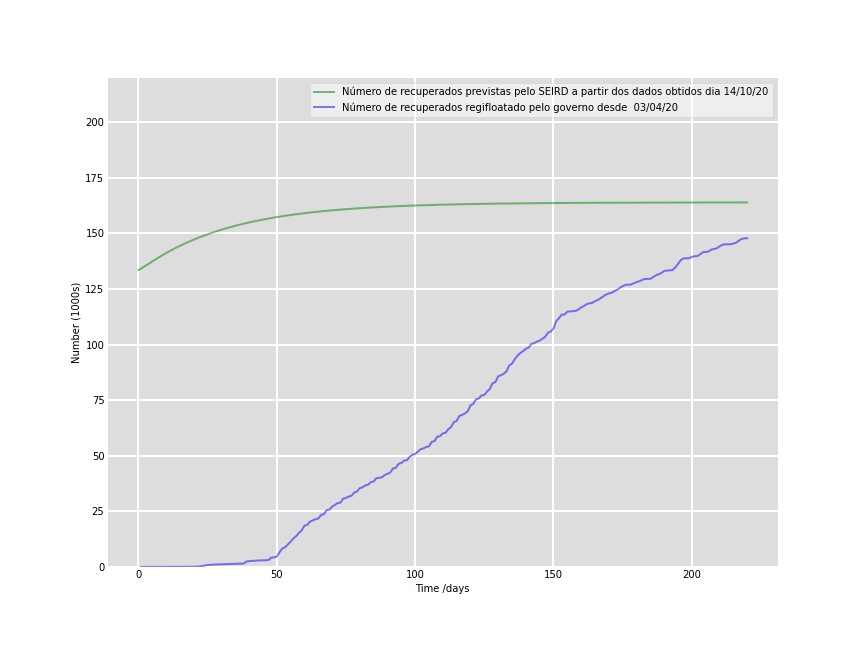 Número de recuperados previstas pelo SEIRD a partir dos dados obtidos dia 14/10/20
Número de recuperados regifloatado pelo governo desde  03/04/20
200
175
150
125
100
75
50
25
0
Number (1000s)
0 50 100 150 200
Time /days